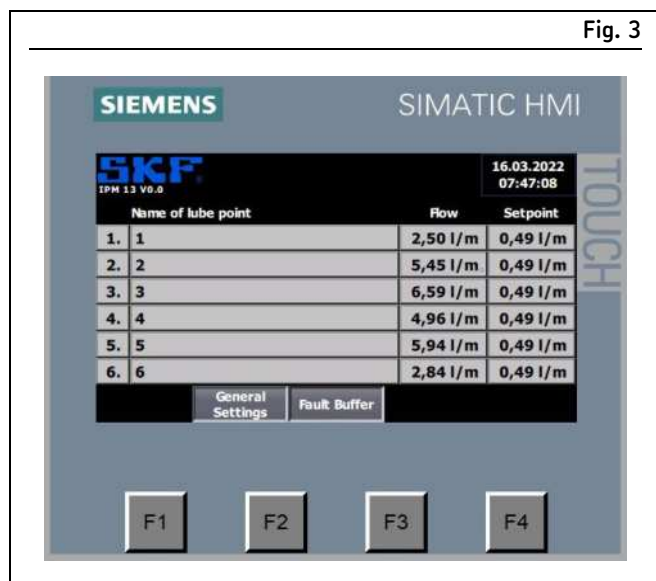 Fig. 3
SIEMENS
SIMATIC HMI
TOUCH
SKF
IPM 13 V0.0
16.03.2022
07:47:08
Name of lube point Flow Setpoint
1. 1 2,50 l/m 0,49 l/m
2. 2 5,45 l/m 0,49 l/m
3. 3 6,59 l/m 0,49 l/m
4. 4 4,96 l/m 0,49 l/m
5. 5 5,94 l/m 0,49 l/m
6. 6 2,84 l/m 0,49 l/m
General
Settings
Fault Buffer
F1 F2 F3 F4